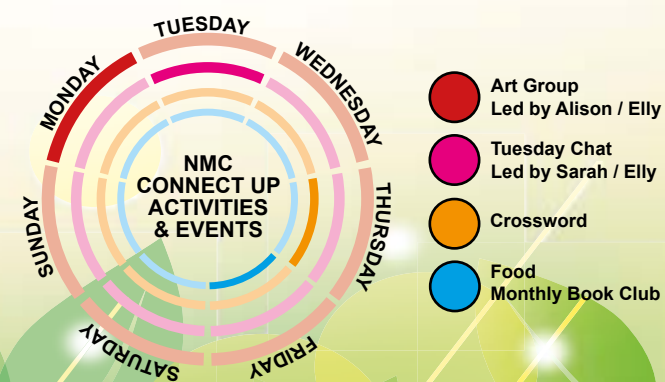 MONDAY
TUESDAY
WEDNESDAY
THURSDAY
FRIDAY
SATURDAY
SUNDAY
NMC
CONNECT UP
ACTIVITIES
& EVENTS
Art Group
Led by Alison / Elly
Tuesday Chat
Led by Sarah / Elly
Crossword
Food
Monthly Book Club